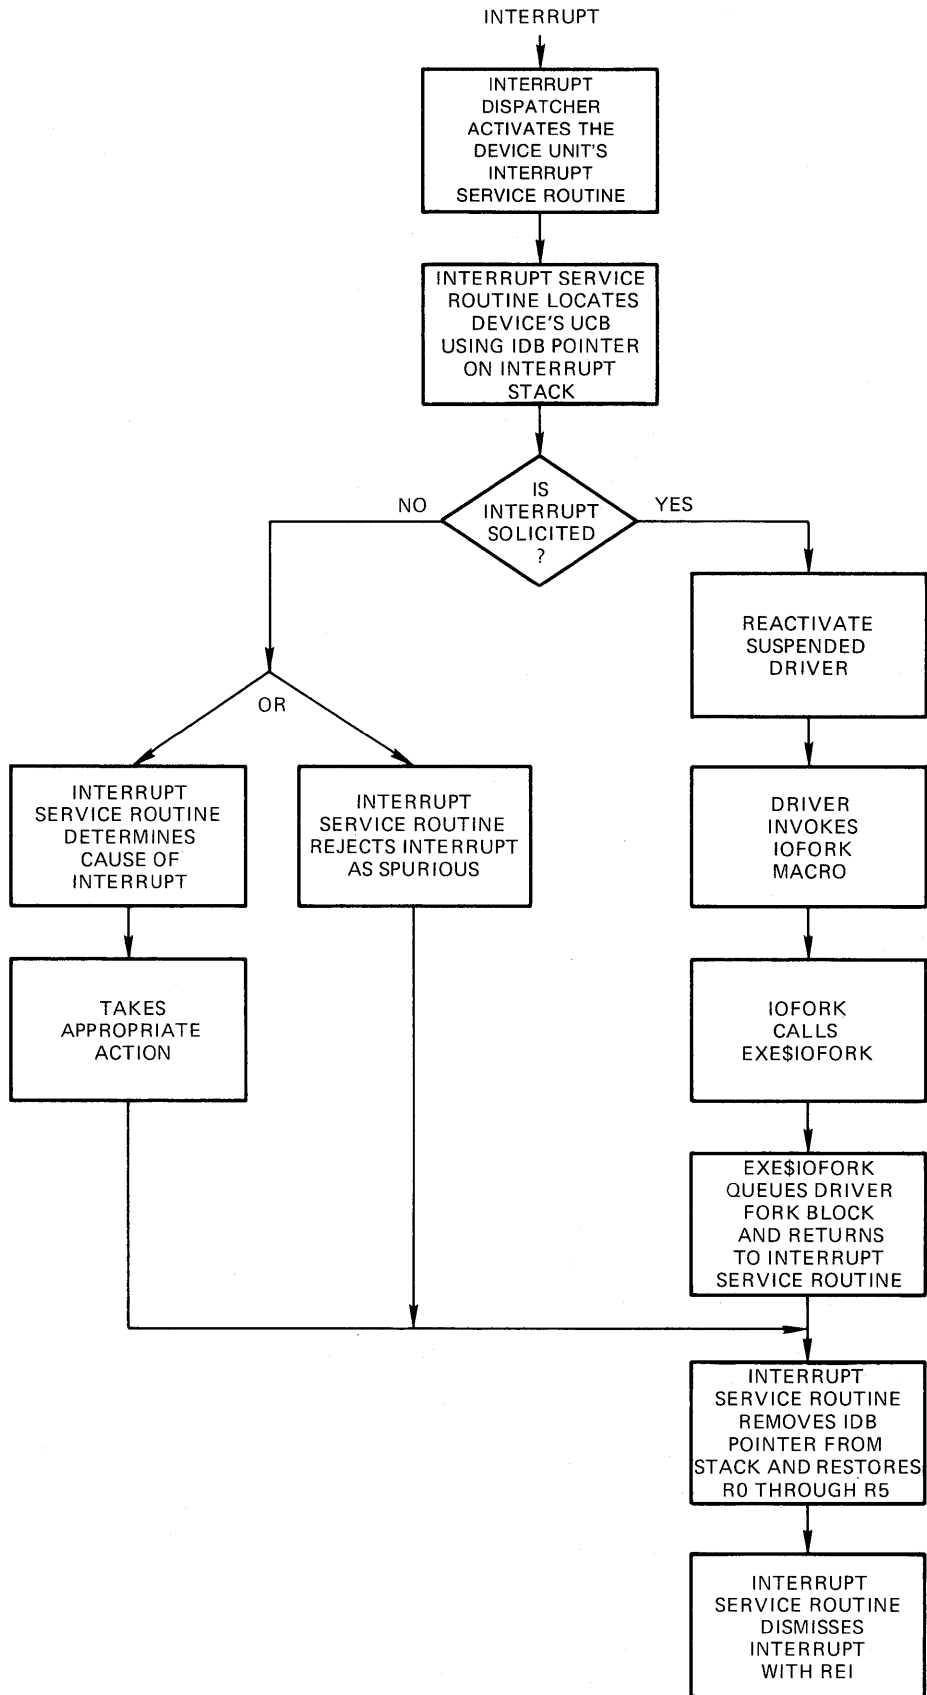 INTERRUPT
INTERRUPT
DISPATCHER
ACTIVATES THE
DEVICE UNIT'S
INTERRUPT
SERVICE ROUTINE
INTERRUPT SERVICE
ROUTINE LOCATES
DEVICE'S UCB
USING IDB POINTER
ON INTERRUPT
STACK
IS
INTERRUPT
SOLICITED
?
NO
YES
OR
INTERRUPT
SERVICE ROUTINE
DETERMINES
CAUSE OF
INTERRUPT
TAKES
APPROPRIATE
ACTION
INTERRUPT
SERVICE ROUTINE
REJECTS INTERRUPT
AS SPURIOUS
REACTIVATE
SUSPENDED
DRIVER
DRIVER
INVOKES
IOFORK
MACRO
IOFORK
CALLS
EXE$IOFORK
EXE$IOFORK
QUEUES DRIVER
FORK BLOCK
AND RETURNS
TO INTERRUPT
SERVICE ROUTINE
INTERRUPT
SERVICE ROUTINE
REMOVES IDB
POINTER FROM
STACK AND RESTORES
R0 THROUGH R5
INTERRUPT
SERVICE ROUTINE
DISMISSES
INTERRUPT
WITH REI